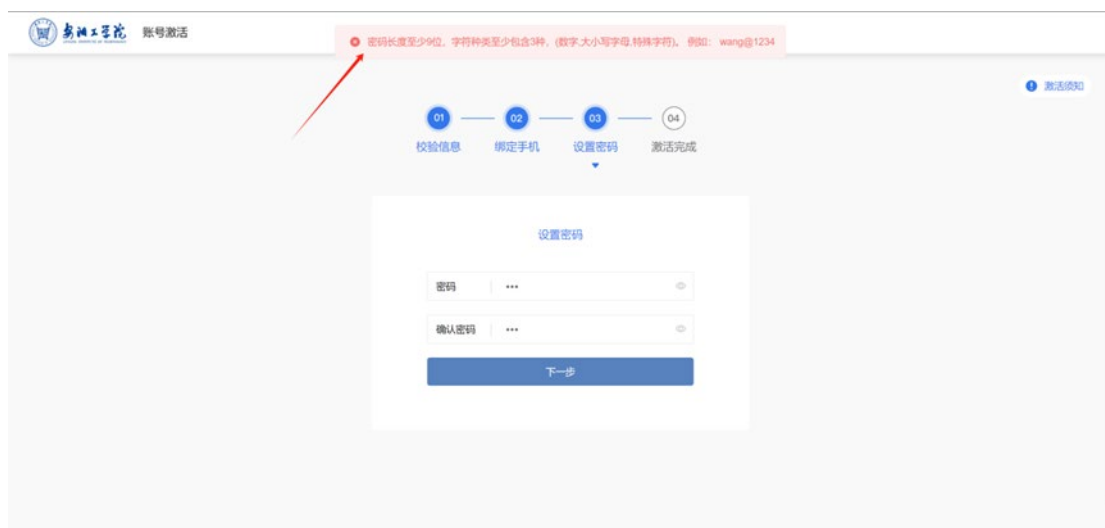 安阳工学院 账号激活
密码长度至少9位，字符种类至少包含3种，(数字,大小写字母,特殊字符)。 例如： wang@1234
激活须知
01 02 03 04
校验信息 绑定手机 设置密码 激活完成
设置密码
密码 •••
确认密码 •••
下一步